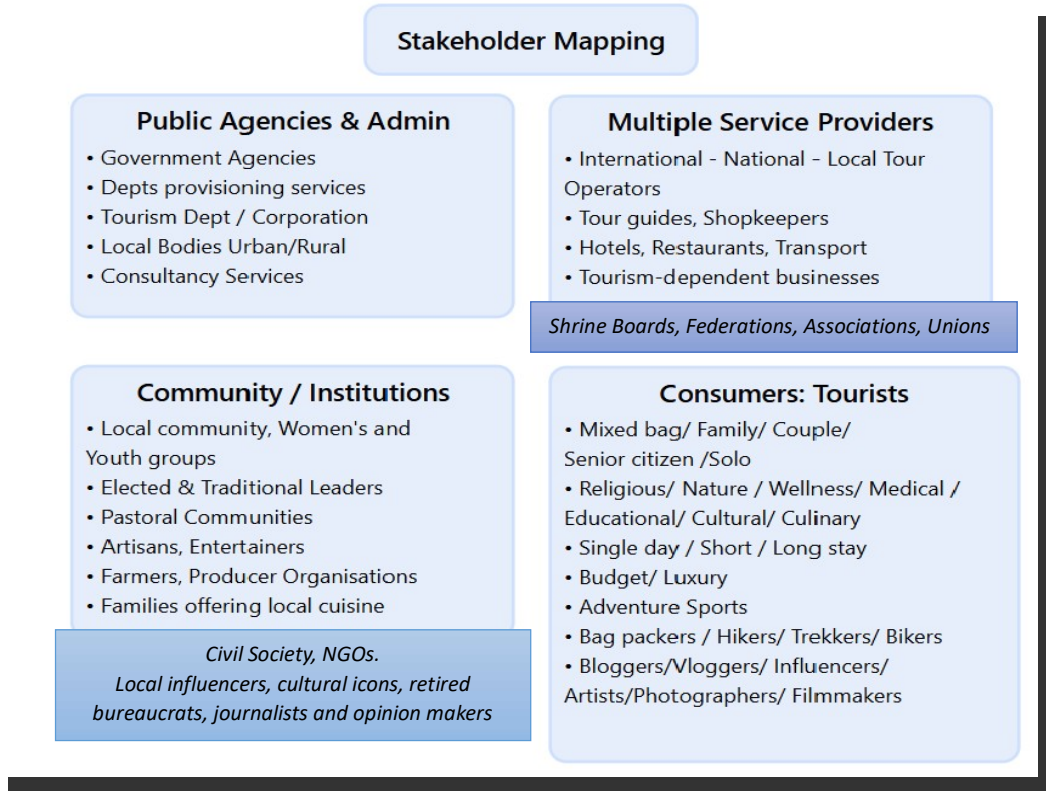 Stakeholder Mapping
Public Agencies & Admin
• Government Agencies
• Depts provisioning services
• Tourism Dept / Corporation
• Local Bodies Urban/Rural
• Consultancy Services
Multiple Service Providers
• International - National – Local Tour
Operators
• Tour guides, Shopkeepers
• Hotels, Restaurants, Transport
• Tourism-dependent businesses
Shrine Boards, Federations, Associations, Unions
Community / Institutions
• Local community, Women's and
Youth groups
• Elected & Traditional Leaders
• Pastoral Communities
• Artisans, Entertainers
• Farmers, Producer Organisations
• Families offering local cuisine
Civil Society, NGOs.
Local influencers, cultural icons, retired
bureaucrats, journalists and opinion makers
Consumers: Tourists
• Mixed bag/ Family/ Couple/
Senior citizen /Solo
• Religious/ Nature / Wellness/ Medical /
Educational/ Cultural/ Culinary
• Single day / Short / Long stay
• Budget/ Luxury
• Adventure Sports
• Bag packers / Hikers/ Trekkers/ Bikers
• Bloggers/Vloggers/ Influencers/
Artists/Photographers/ Filmmakers